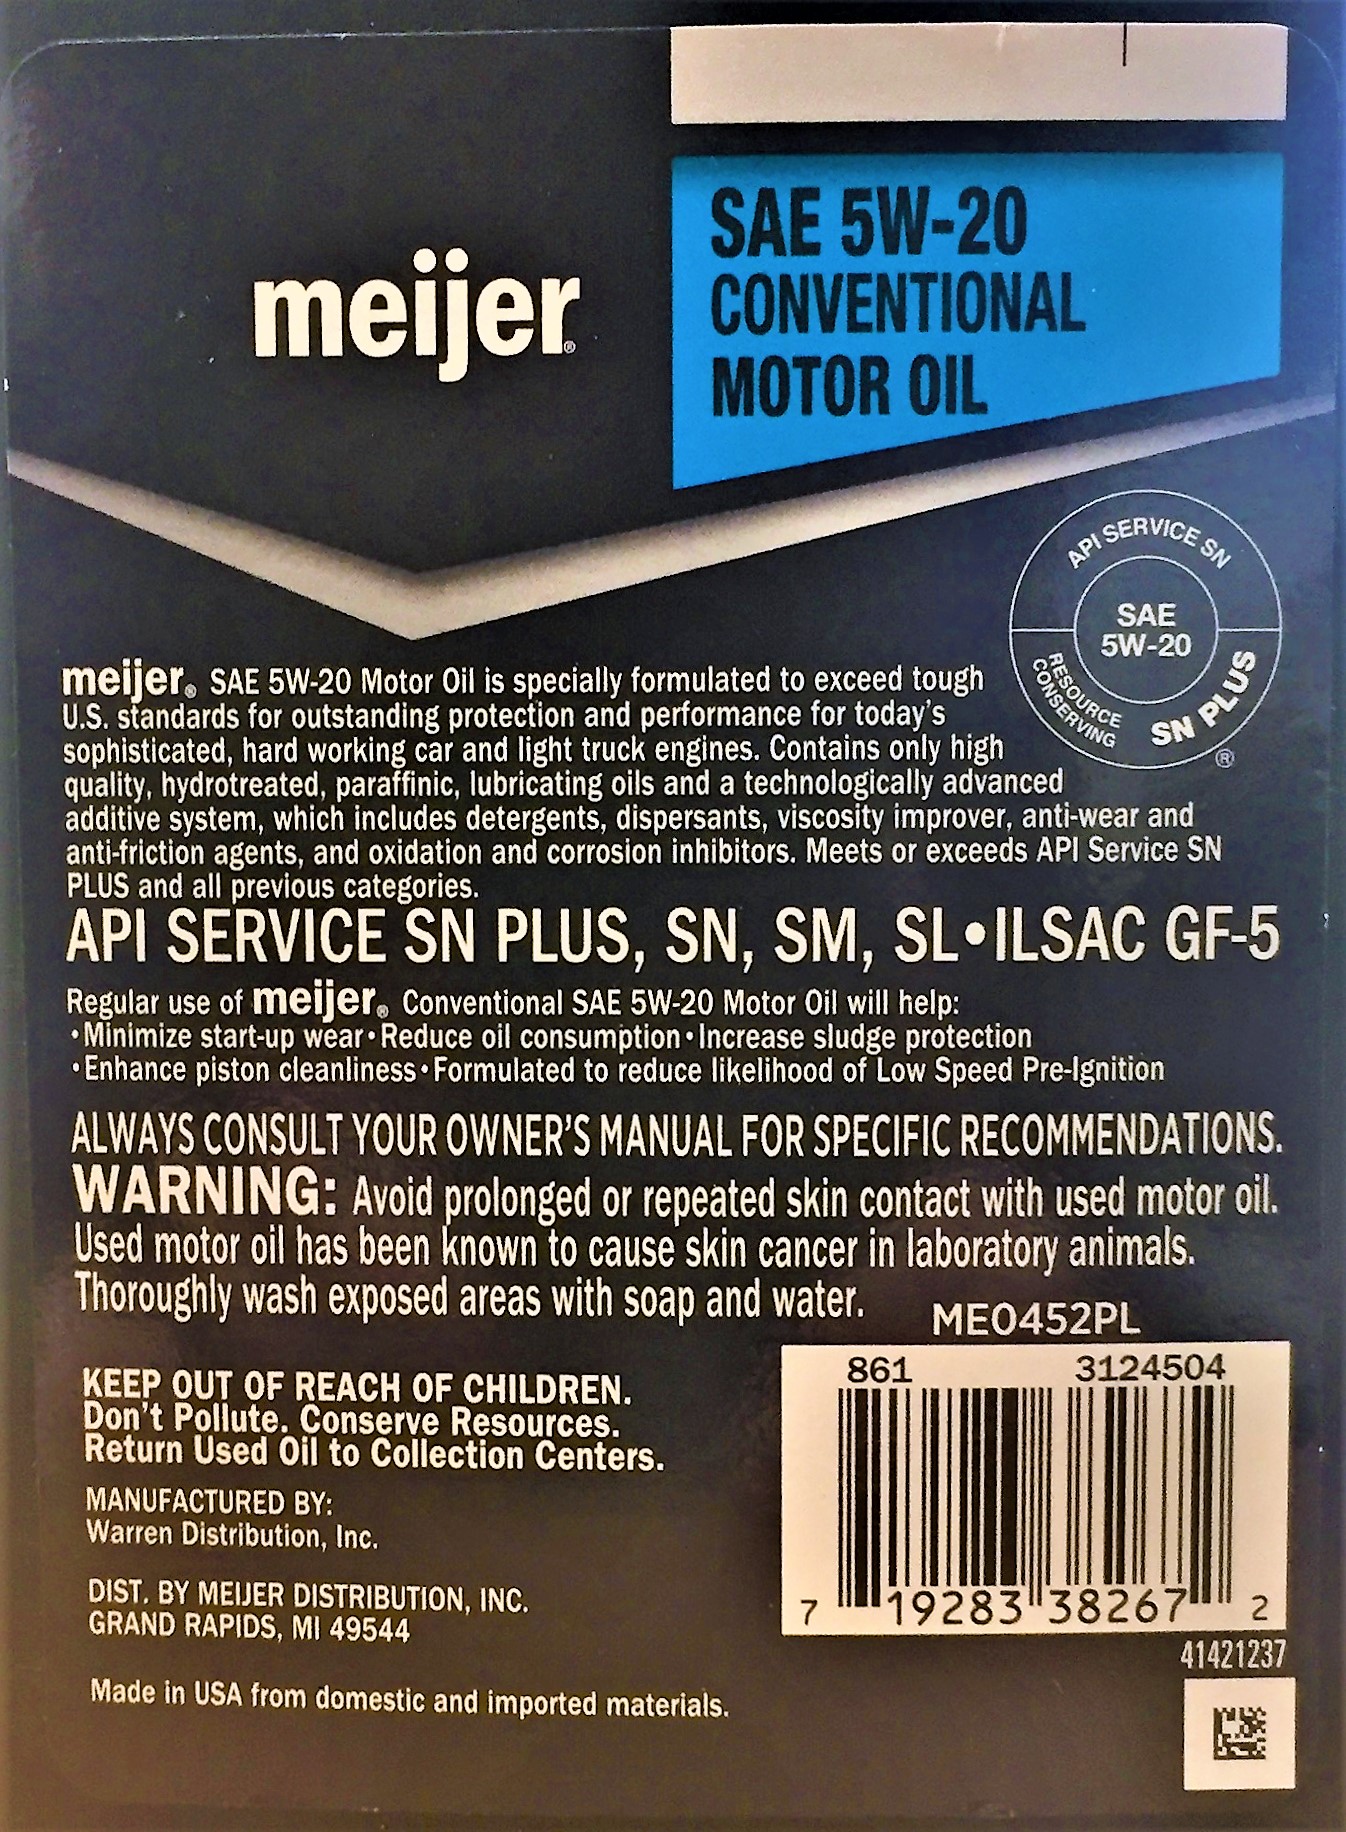 meijer®
SAE 5W-20
CONVENTIONAL
MOTOR OIL
API SERVICE SN
SAE
5W-20
RESOURCE
CONSERVING
SN PLUS
®
meijer® SAE 5W-20 Motor Oil is specially formulated to exceed tough
U.S. standards for outstanding protection and performance for today's
sophisticated, hard working car and light truck engines. Contains only high
quality, hydrotreated, paraffinic, lubricating oils and a technologically advanced
additive system, which includes detergents, dispersants, viscosity improver, anti-wear and
anti-friction agents, and oxidation and corrosion inhibitors. Meets or exceeds API Service SN
PLUS and all previous categories.
API SERVICE SN PLUS, SN, SM, SL•ILSAC GF-5
Regular use of meijer® Conventional SAE 5W-20 Motor Oil will help:
•Minimize start-up wear•Reduce oil consumption•Increase sludge protection
•Enhance piston cleanliness•Formulated to reduce likelihood of Low Speed Pre-Ignition
ALWAYS CONSULT YOUR OWNER'S MANUAL FOR SPECIFIC RECOMMENDATIONS.
WARNING: Avoid prolonged or repeated skin contact with used motor oil.
Used motor oil has been known to cause skin cancer in laboratory animals.
Thoroughly wash exposed areas with soap and water.
ME0452PL
861 3124504
7 19283 38267 2
41421237
KEEP OUT OF REACH OF CHILDREN.
Don't Pollute. Conserve Resources.
Return Used Oil to Collection Centers.
MANUFACTURED BY:
Warren Distribution, Inc.
DIST. BY MEIJER DISTRIBUTION, INC.
GRAND RAPIDS, MI 49544
Made in USA from domestic and imported materials.